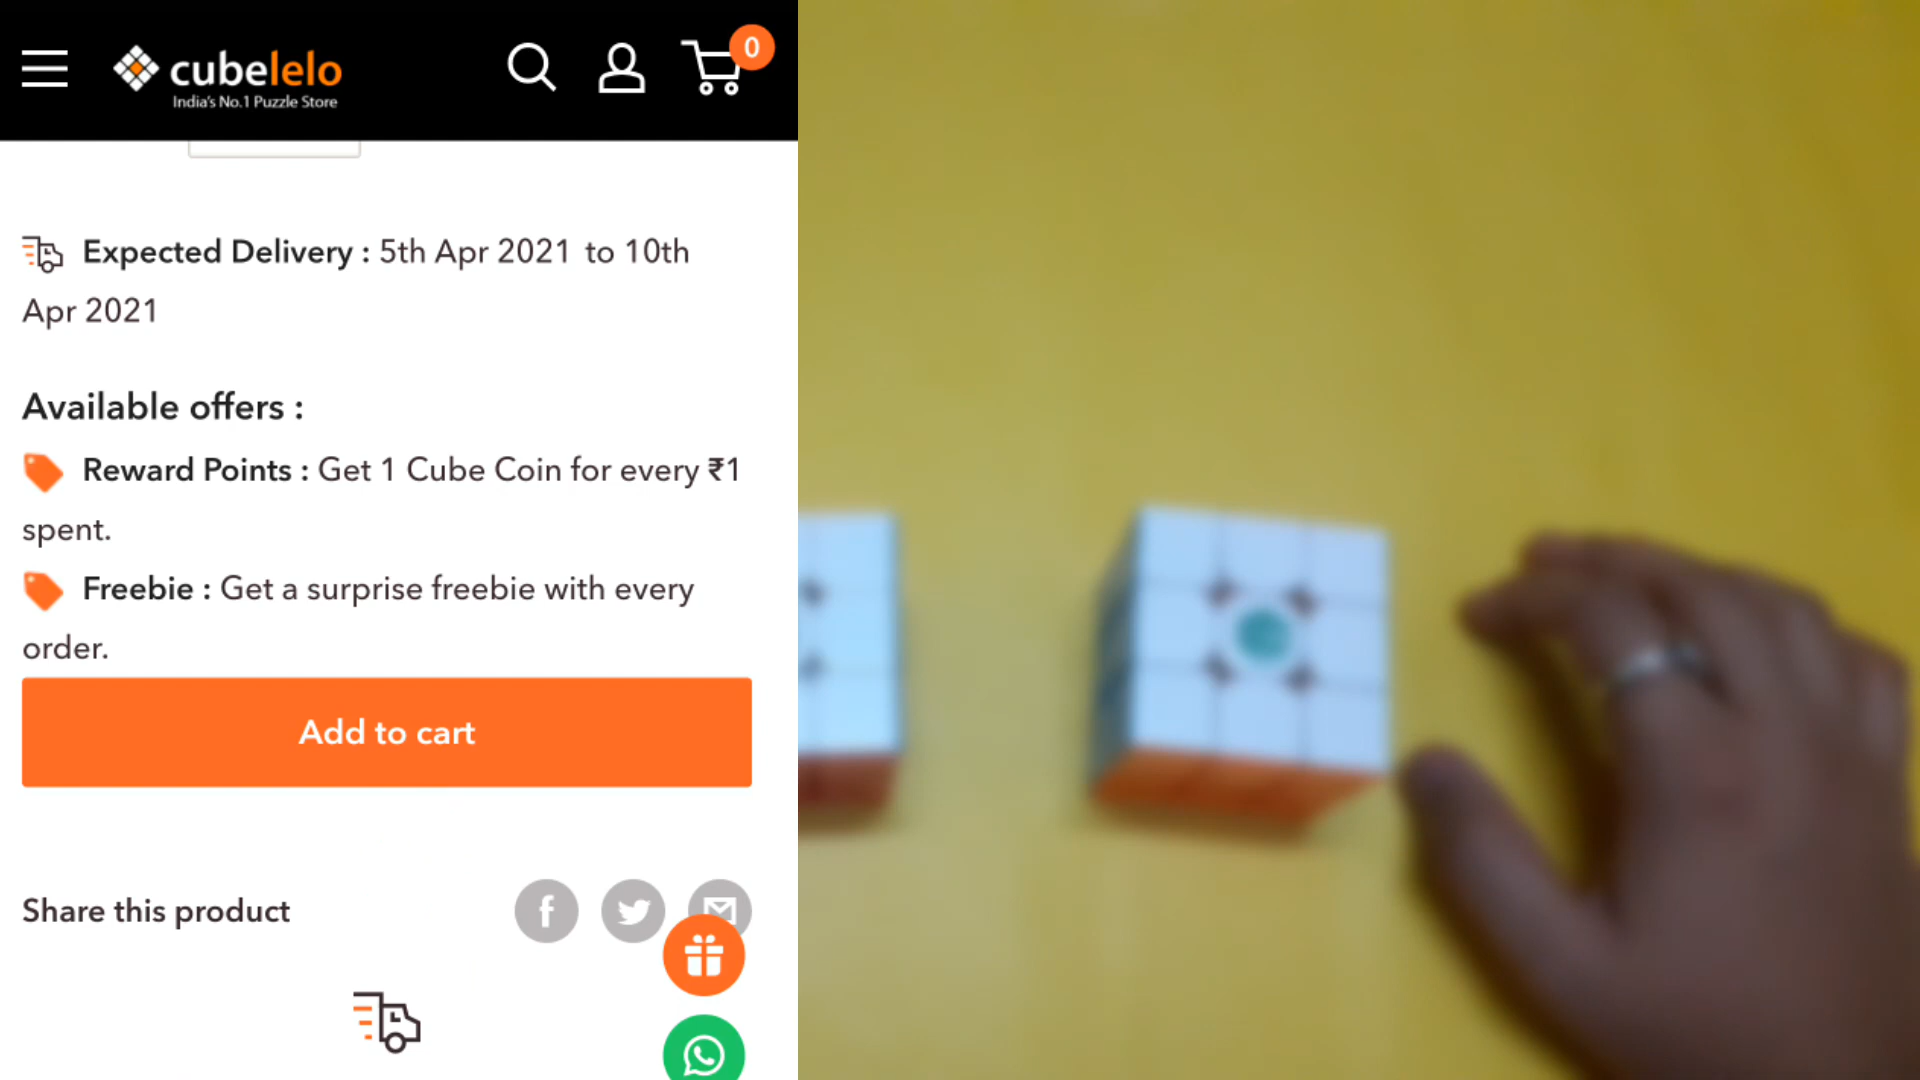 cubelelo
India's No.1 Puzzle Store
0
Expected Delivery : 5th Apr 2021 to 10th
Apr 2021
Available offers :
Reward Points : Get 1 Cube Coin for every ₹1
spent.
Freebie : Get a surprise freebie with every
order.
Add to cart
Share this product